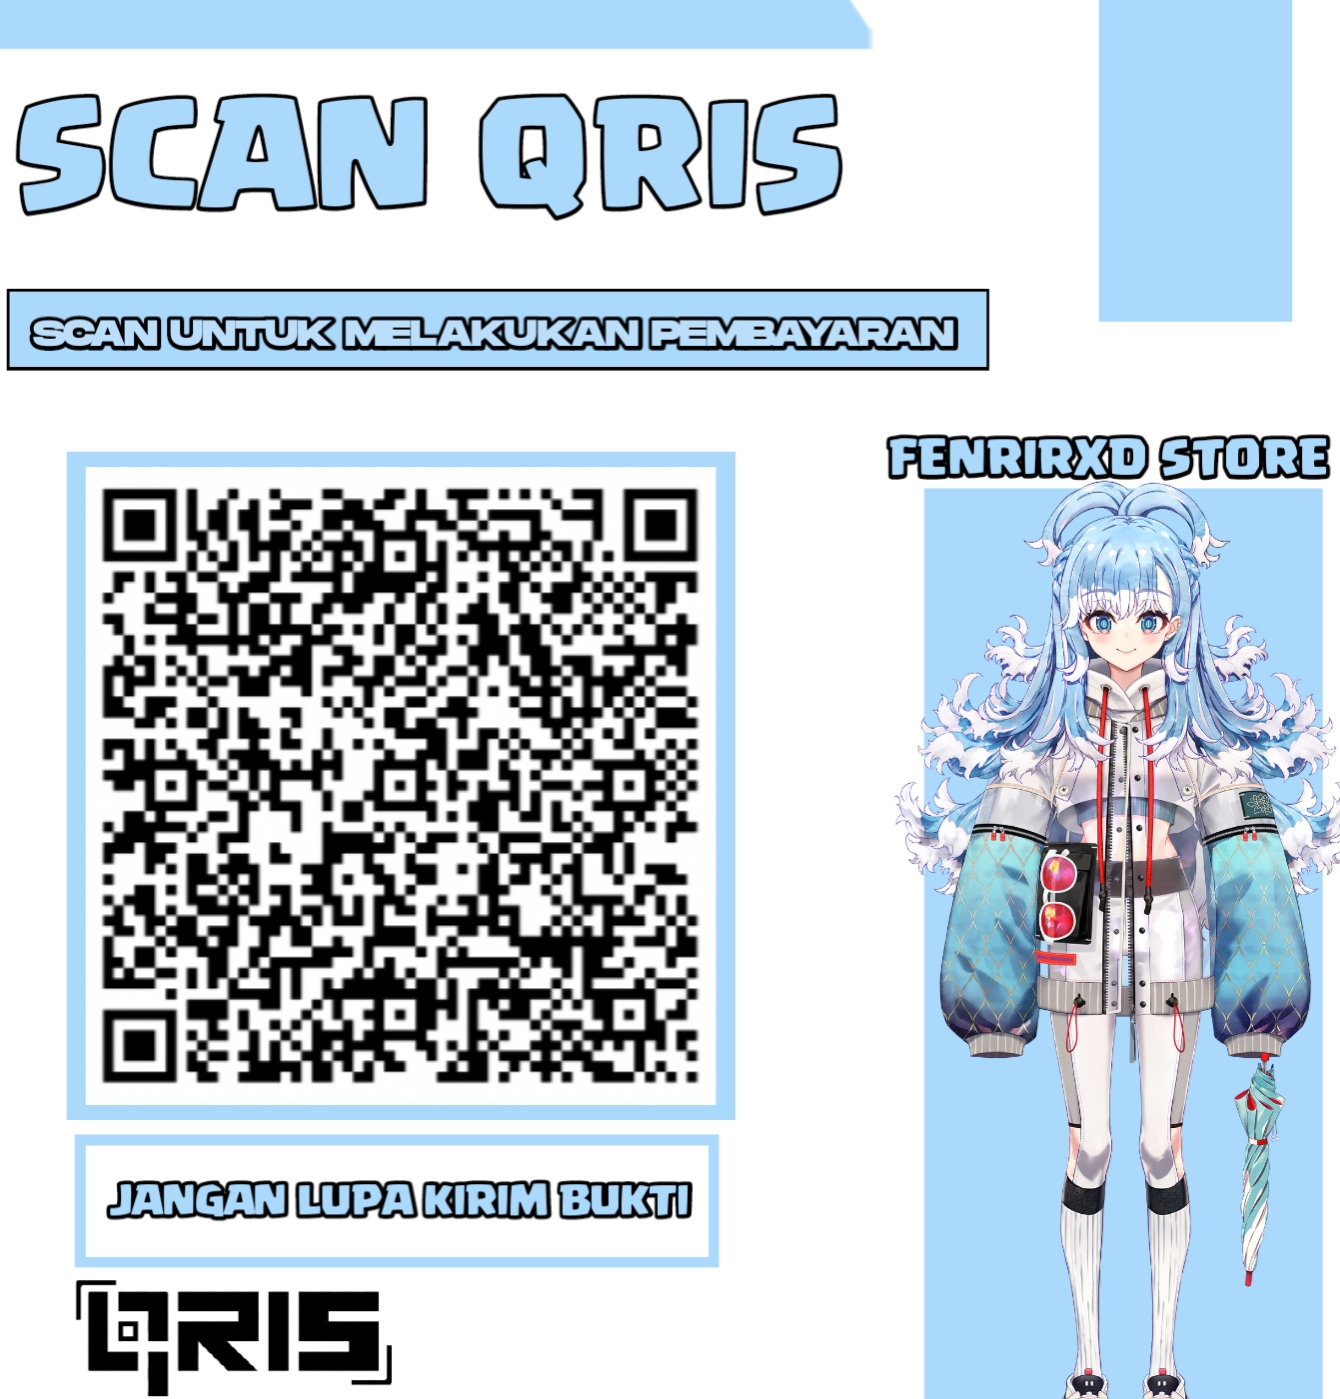 SCAN QRIS
SCAN UNTUK MELAKUKAN PEMBAYARAN
FENRIRXD STORE
JANGAN LUPA KIRIM BUKTI
QRIS